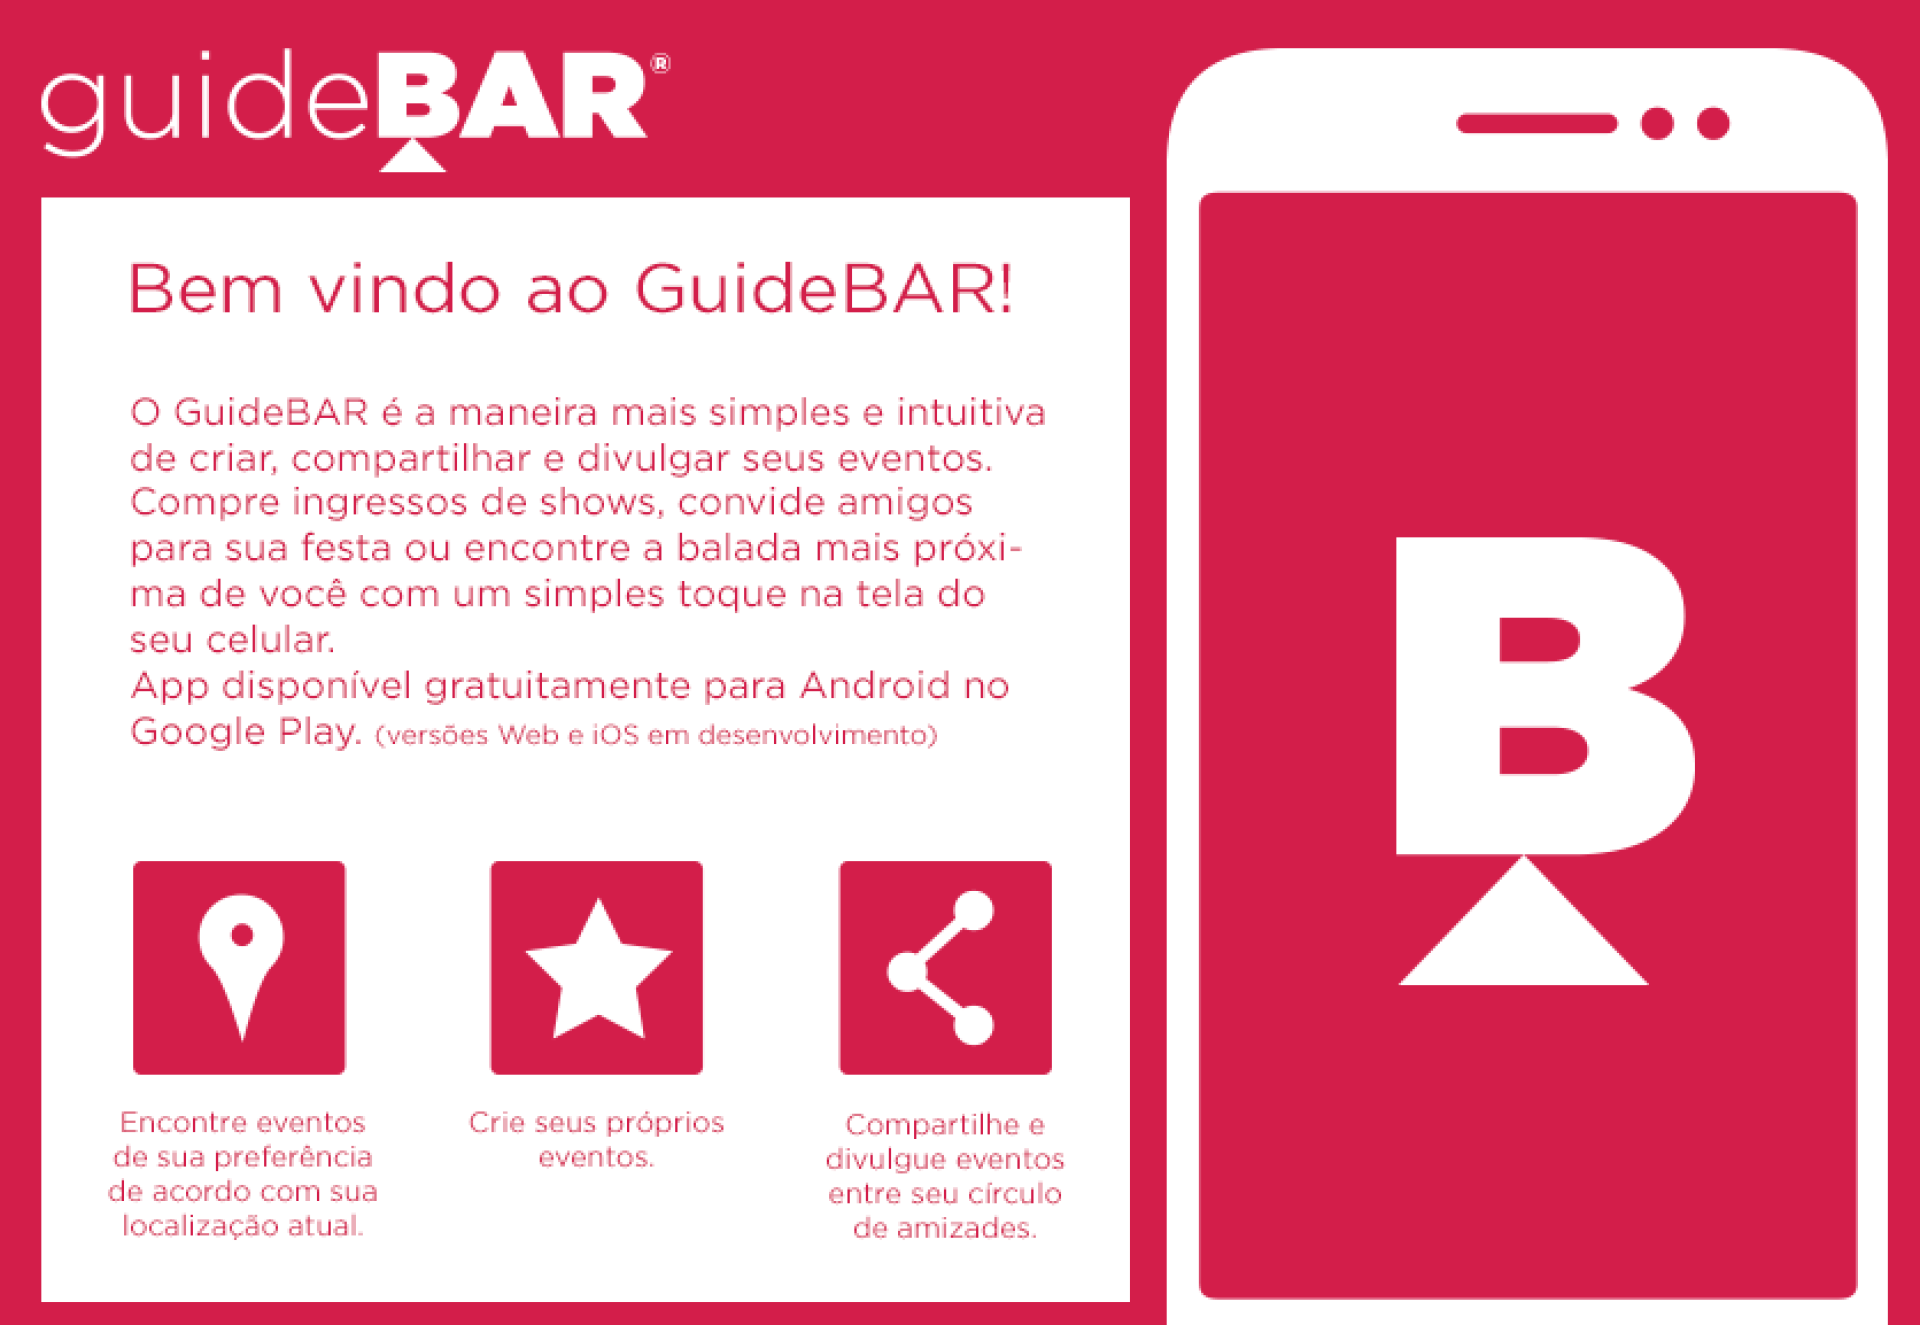 guideBAR®
Bem vindo ao GuideBAR!
O GuideBAR é a maneira mais simples e intuitiva
de criar, compartilhar e divulgar seus eventos.
Compre ingressos de shows, convide amigos
para sua festa ou encontre a balada mais próxi-
ma de você com um simples toque na tela do
seu celular.
App disponível gratuitamente para Android no
Google Play. (versões Web e iOS em desenvolvimento)
Encontre eventos
de sua preferência
de acordo com sua
localização atual.
Crie seus próprios
eventos.
Compartilhe e
divulgue eventos
entre seu círculo
de amizades.
B